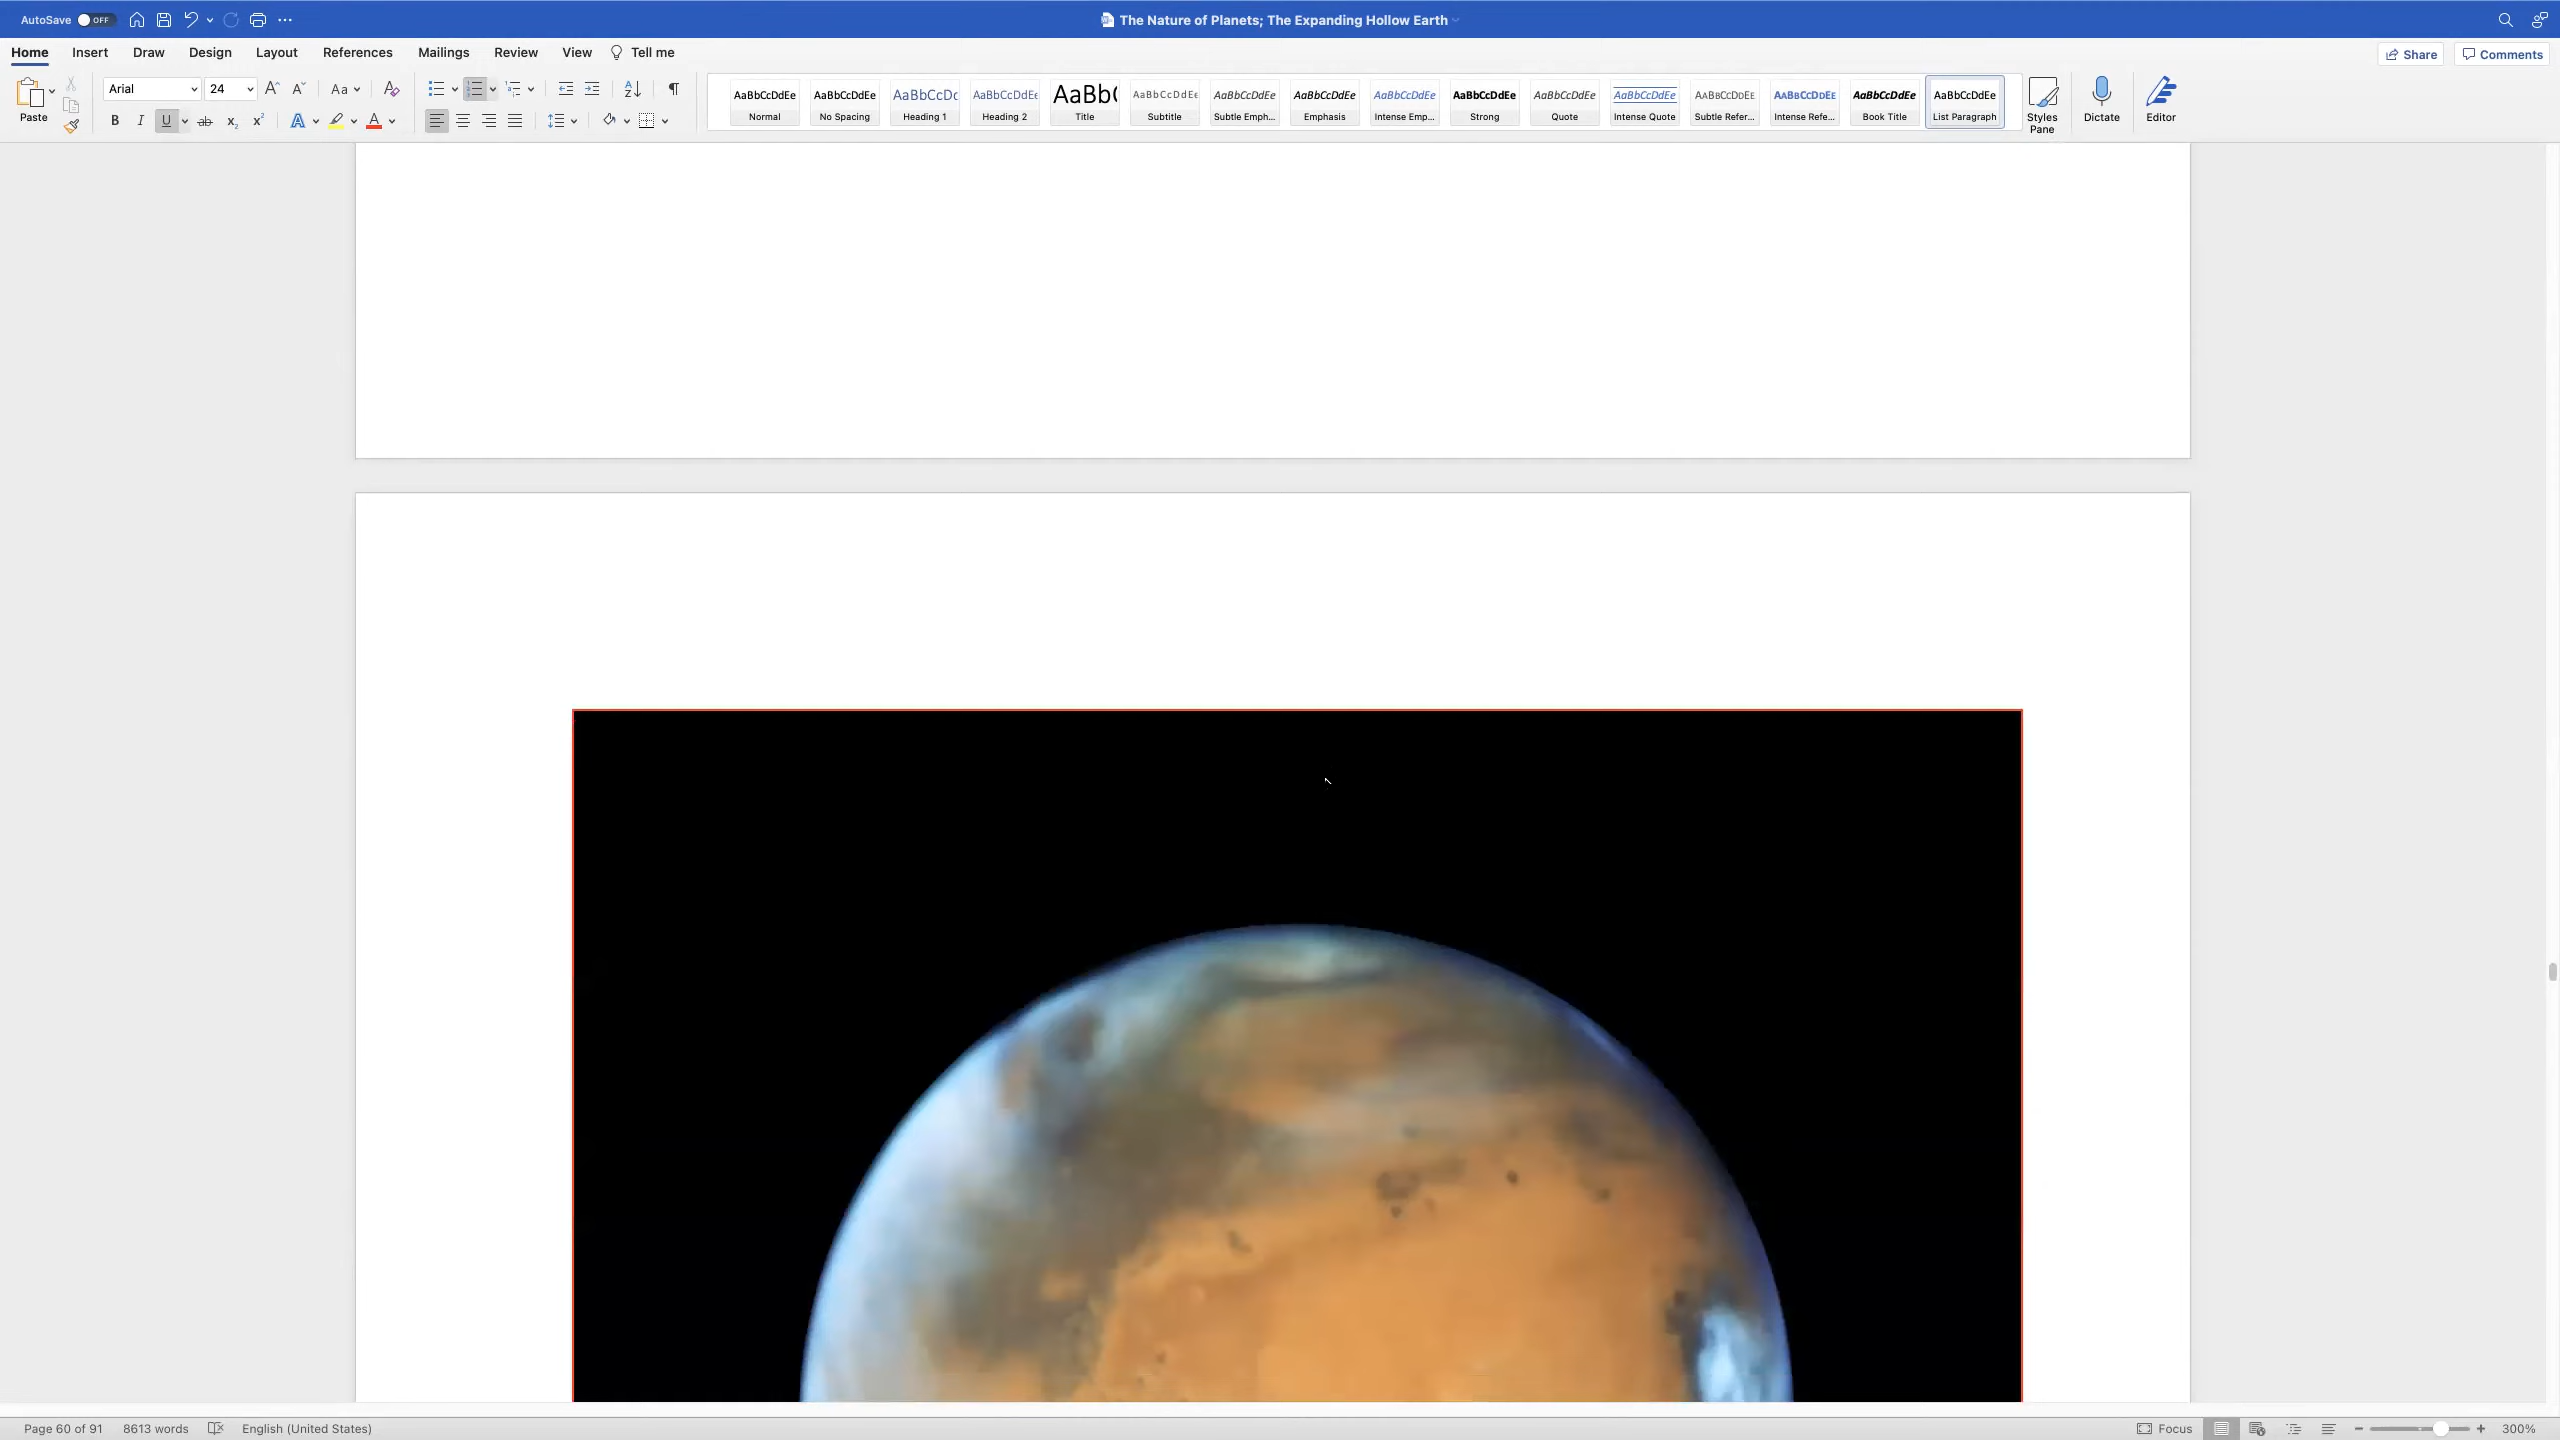 AutoSave OFF
The Nature of Planets; The Expanding Hollow Earth
Home Insert Draw Design Layout References Mailings Review View Tell me
Share Comments
Paste
Arial 24
Aa
B I U ab x₂ x²
A A
AaBbCcDdEe AaBbCcDdEe AaBbCcDc AaBbCcDdEe AaBb( AaBbCcDdEe AaBbCcDdEe AaBbCcDdEe AaBbCcDdEe AaBbCcDdEe AaBbCcDdEe AaBbCcDdEe AaBbCcDdEe AaBbCcDdEe AaBbCcDdEe AaBbCcDdEe
Normal No Spacing Heading 1 Heading 2 Title Subtitle Subtle Emph... Emphasis Intense Emp... Strong Quote Intense Quote Subtle Refer... Intense Refe... Book Title List Paragraph
Styles
Pane
Dictate
Editor
Page 60 of 91 8613 words English (United States)
Focus 300%